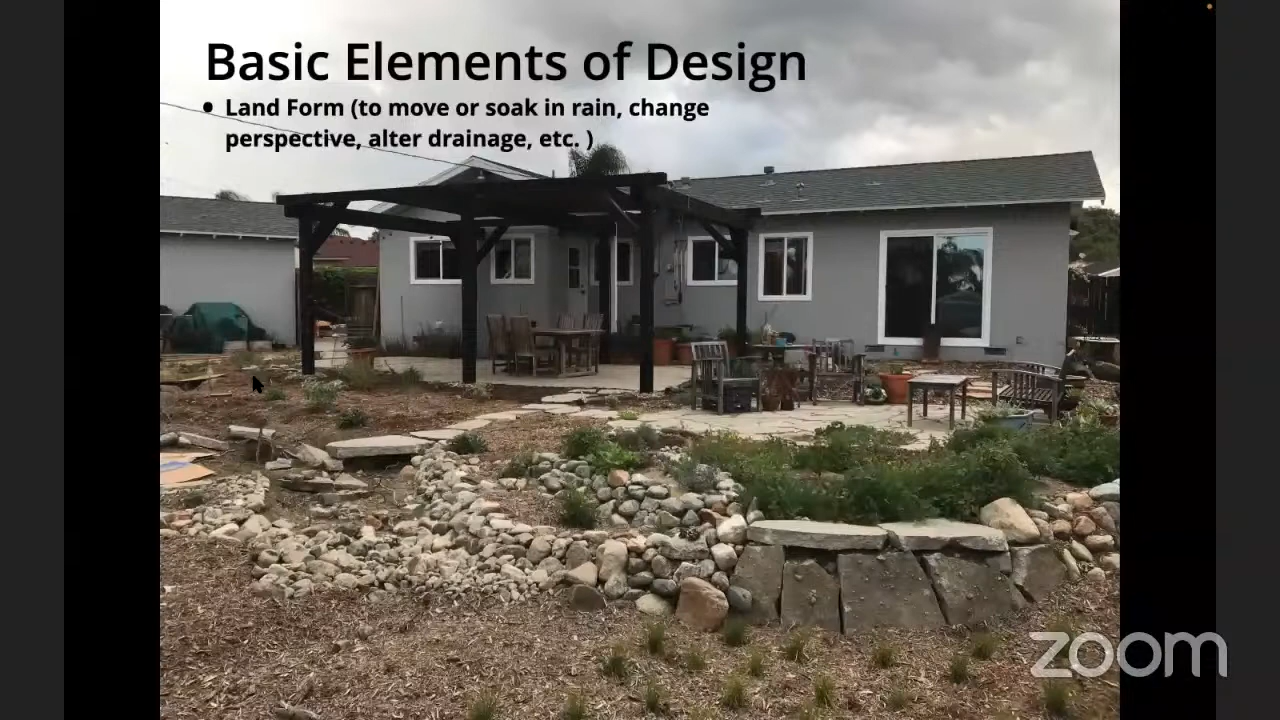 Basic Elements of Design
• Land Form (to move or soak in rain, change
perspective, alter drainage, etc. )
zoom